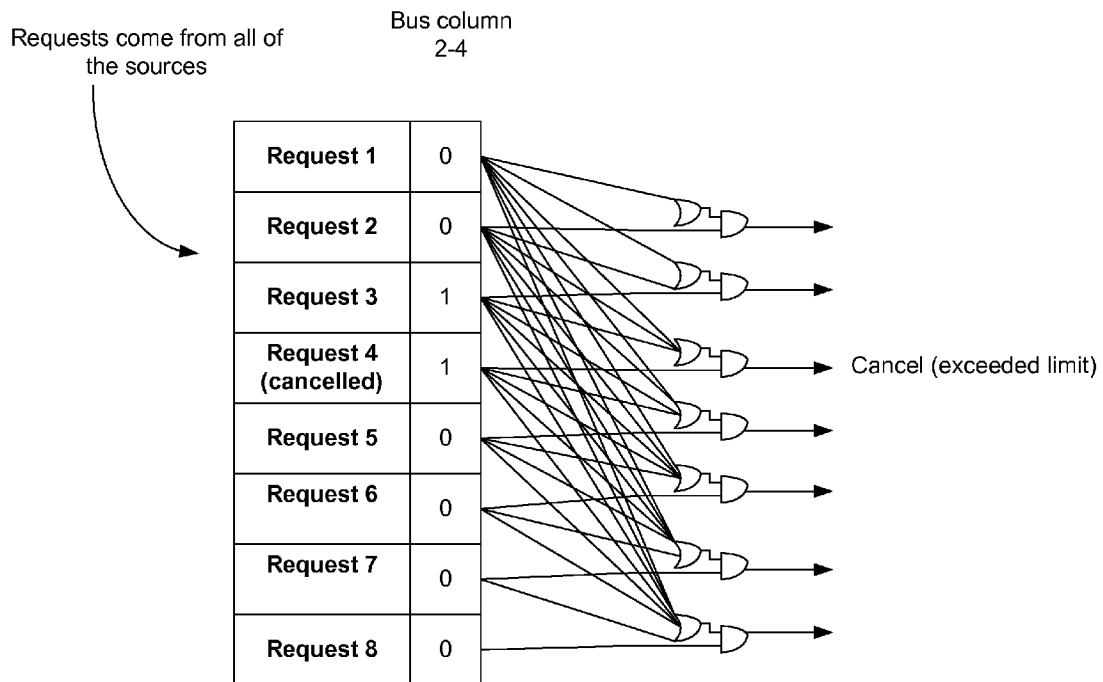 Requests come from all of
the sources
Bus column
2-4
Request 1 0
Request 2 0
Request 3 1
Request 4
(cancelled) 1
Request 5 0
Request 6
0
Request 7
0
Request 8 0
Cancel (exceeded limit)